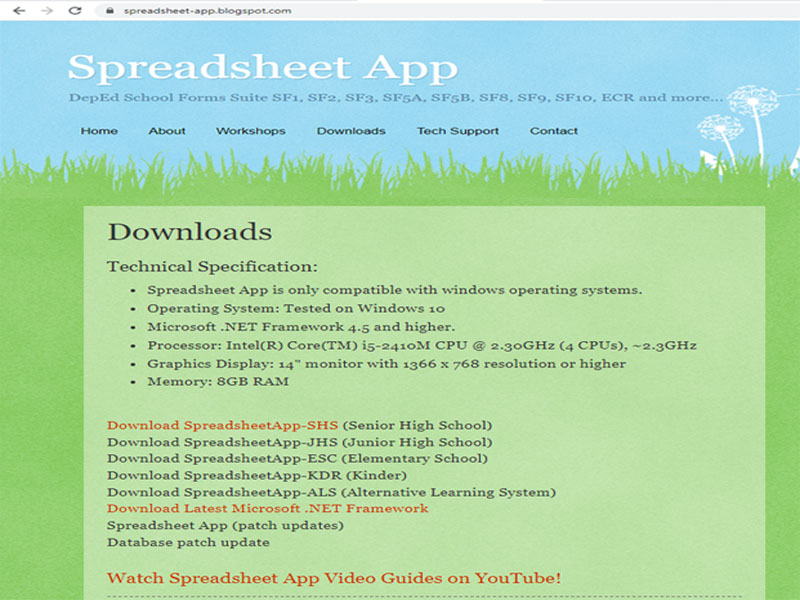 spreadsheet-app.blogspot.com
Spreadsheet App
DepEd School Forms Suite SF1, SF2, SF3, SF5A, SF5B, SF8, SF9, SF10, ECR and more...
Home About Workshops Downloads Tech Support Contact
Downloads
Technical Specification:
• Spreadsheet App is only compatible with windows operating systems.
• Operating System: Tested on Windows 10
• Microsoft .NET Framework 4.5 and higher.
• Processor: Intel(R) Core(TM) i5-2410M CPU @ 2.30GHz (4 CPUs), ~2.3GHz
• Graphics Display: 14" monitor with 1366 x 768 resolution or higher
• Memory: 8GB RAM
Download SpreadsheetApp-SHS (Senior High School)
Download SpreadsheetApp-JHS (Junior High School)
Download SpreadsheetApp-ESC (Elementary School)
Download SpreadsheetApp-KDR (Kinder)
Download SpreadsheetApp-ALS (Alternative Learning System)
Download Latest Microsoft .NET Framework
Spreadsheet App (patch updates)
Database patch update
Watch Spreadsheet App Video Guides on YouTube!